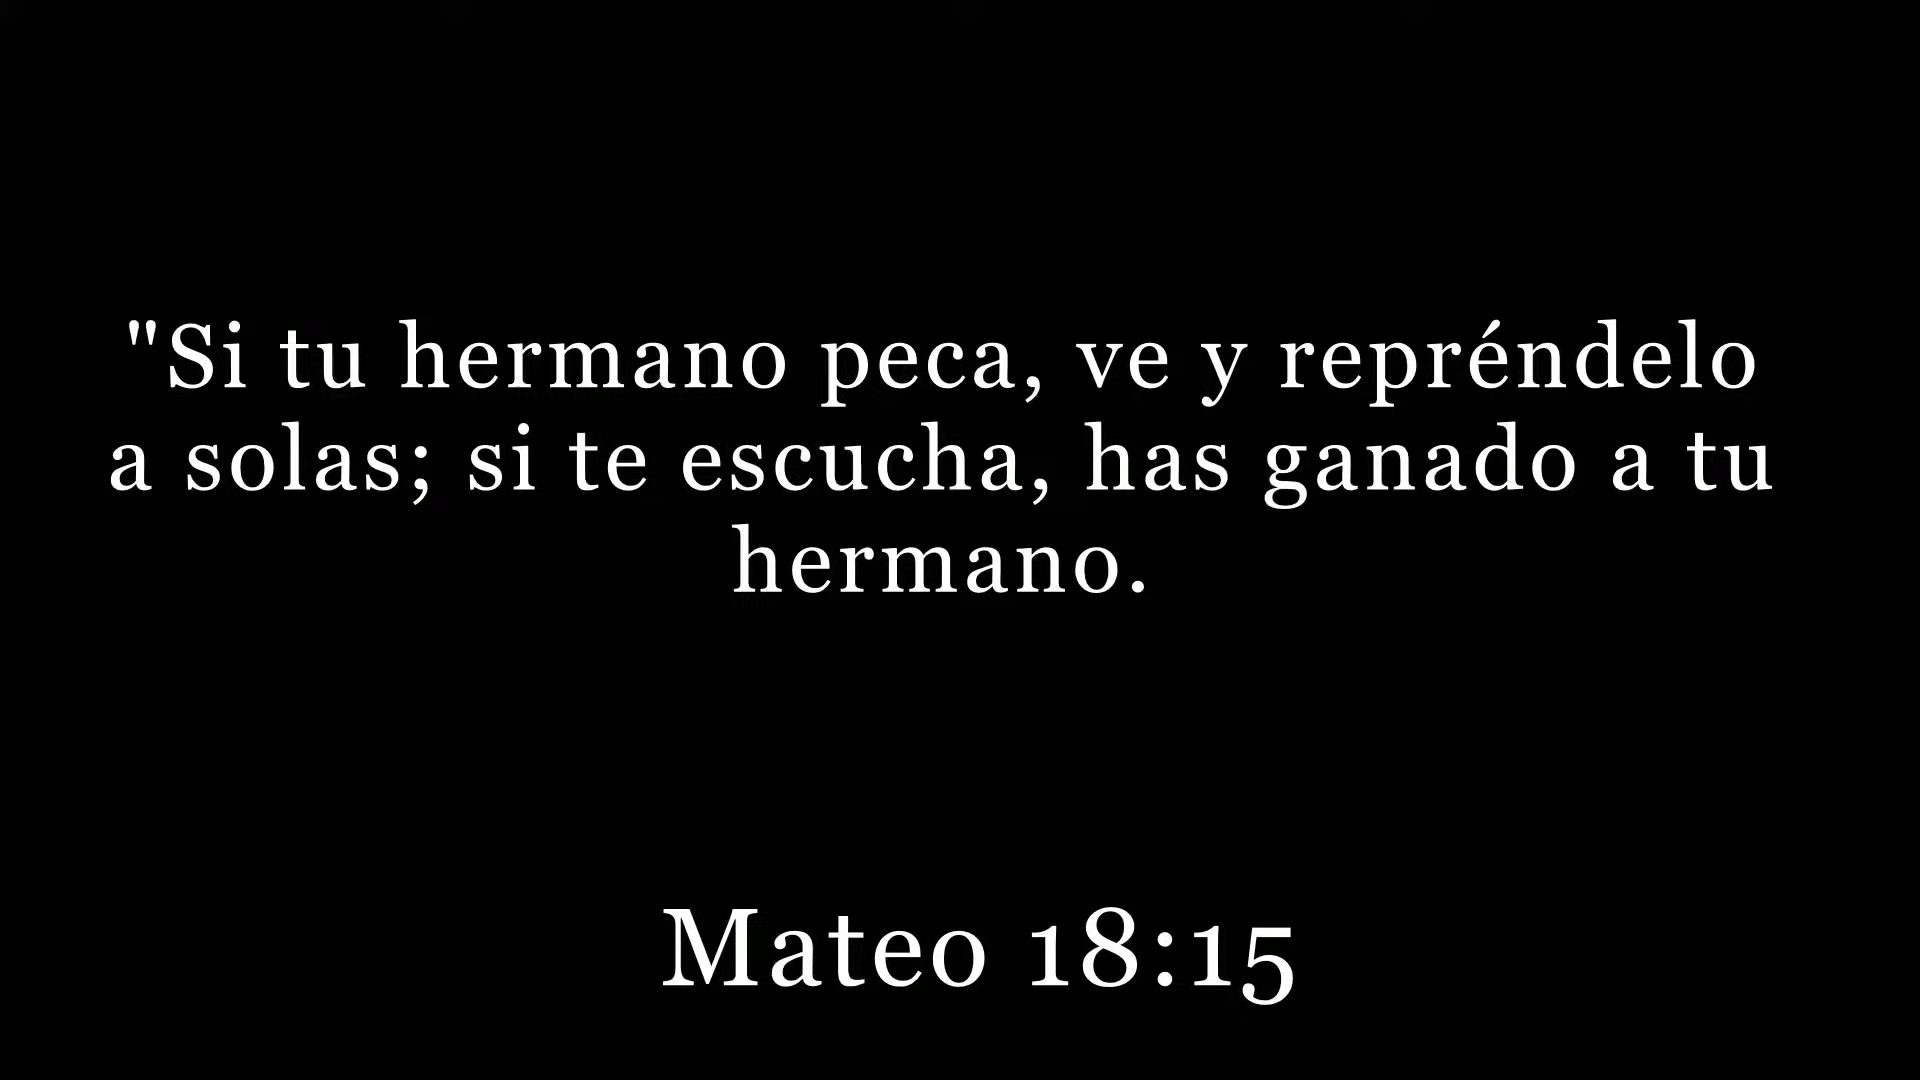 "Si tu hermano peca, ve y repréndelo
a solas; si te escucha, has ganado a tu
hermano.
Mateo 18:15